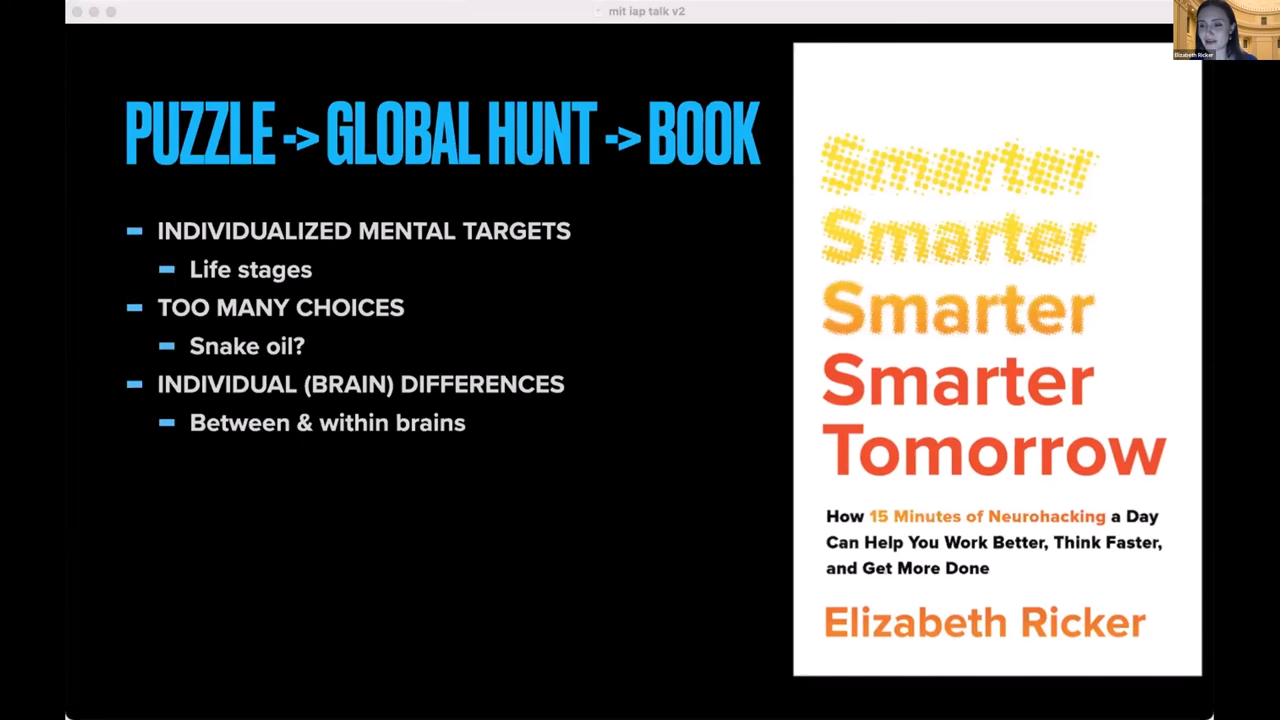 mit iap talk v2
Elizabeth Ricker
PUZZLE -> GLOBAL HUNT -> BOOK
- INDIVIDUALIZED MENTAL TARGETS
- Life stages
- TOO MANY CHOICES
- Snake oil?
- INDIVIDUAL (BRAIN) DIFFERENCES
- Between & within brains
Smarter
Smarter
Smarter
Smarter
Tomorrow
How 15 Minutes of Neurohacking a Day
Can Help You Work Better, Think Faster,
and Get More Done
Elizabeth Ricker